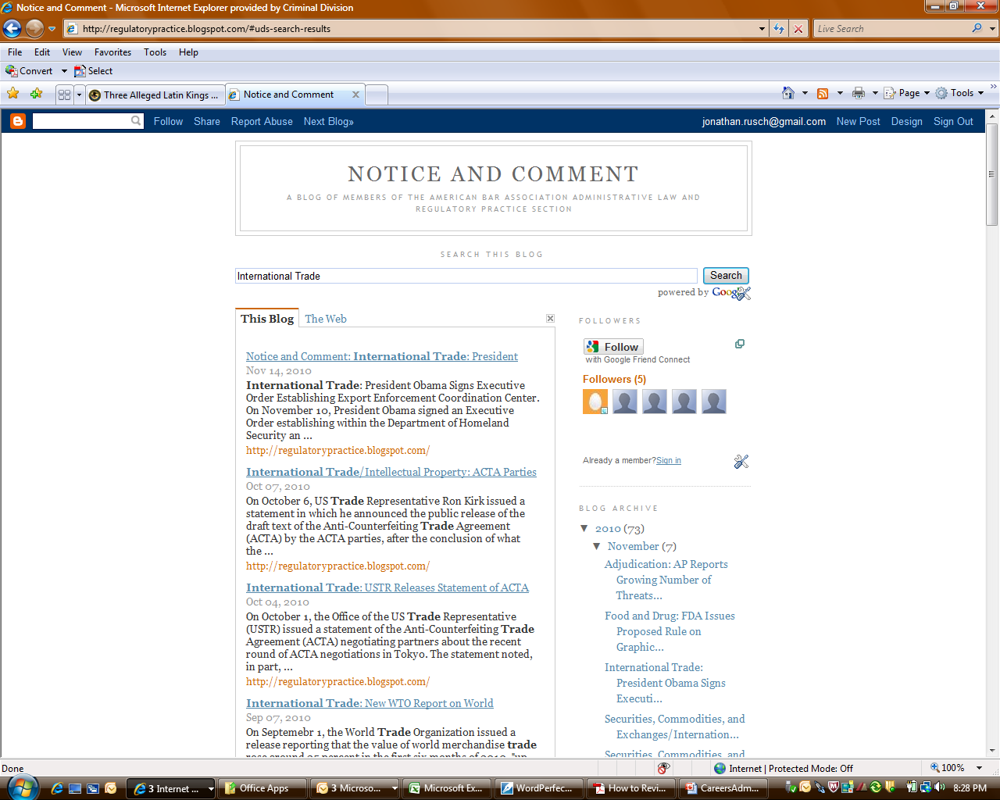 Notice and Comment - Microsoft Internet Explorer provided by Criminal Division
http://regulatorypractice.blogspot.com/#uds-search-results
Live Search
File Edit View Favorites Tools Help
Convert Select
Three Alleged Latin Kings ...
Notice and Comment
Page Tools
Follow Share Report Abuse Next Blog»
jonathan.rusch@gmail.com New Post Design Sign Out
NOTICE AND COMMENT
A BLOG OF MEMBERS OF THE AMERICAN BAR ASSOCIATION ADMINISTRATIVE LAW AND
REGULATORY PRACTICE SECTION
SEARCH THIS BLOG
International Trade
Search
powered by Goog
This Blog The Web
Notice and Comment: International Trade: President
Nov 14, 2010
International Trade: President Obama Signs Executive
Order Establishing Export Enforcement Coordination Center.
On November 10, President Obama signed an Executive
Order establishing within the Department of Homeland
Security an ...
http://regulatorypractice.blogspot.com/
International Trade/Intellectual Property: ACTA Parties
Oct 07, 2010
On October 6, US Trade Representative Ron Kirk issued a
statement in which he announced the public release of the
draft text of the Anti-Counterfeiting Trade Agreement
(ACTA) by the ACTA parties, after the conclusion of what
the ...
http://regulatorypractice.blogspot.com/
International Trade: USTR Releases Statement of ACTA
Oct 04, 2010
On October 1, the Office of the US Trade Representative
(USTR) issued a statement of the Anti-Counterfeiting Trade
Agreement (ACTA) negotiating partners about the recent
round of ACTA negotiations in Tokyo. The statement noted,
in part, ...
http://regulatorypractice.blogspot.com/
International Trade: New WTO Report on World
Sep 07, 2010
On Septemebr 1, the World Trade Organization issued a
release reporting that the value of world merchandise trade
rose around 25 percent in the first six months of 2010, "up
FOLLOWERS
Follow
with Google Friend Connect
Followers (5)
Already a member? Sign in
BLOG ARCHIVE
▼ 2010 (73)
▼ November (7)
Adjudication: AP Reports
Growing Number of
Threats...
Food and Drug: FDA Issues
Proposed Rule on
Graphic...
International Trade:
President Obama Signs
Executi...
Securities, Commodities, and
Exchanges/Internation...
Securities, Commodities, and
Done
Internet | Protected Mode: Off
100%
3 Internet ...
Office Apps
3 Microso...
Microsoft Ex...
WordPerfec...
How to Revi...
CareersAdm...
8:28 PM